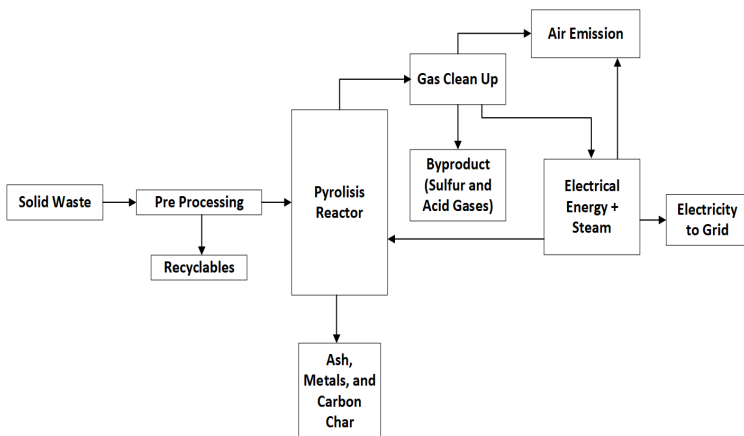 Air Emission
Gas Clean Up
Byproduct
(Sulfur and
Acid Gases)
Pyrolisis
Reactor
Electrical
Energy +
Steam
Solid Waste
Pre Processing
Electricity
to Grid
Recyclables
Ash,
Metals, and
Carbon
Char